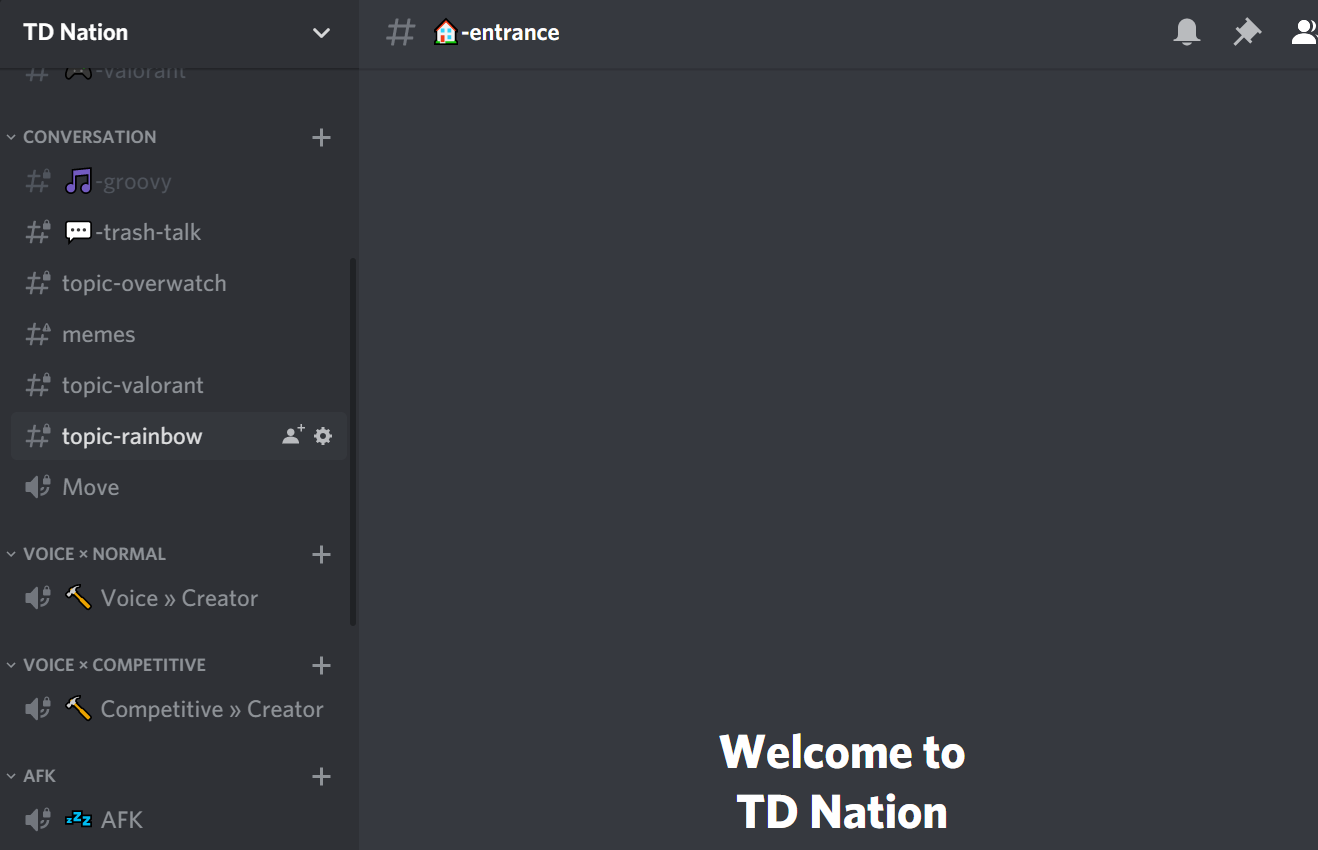 TD Nation
🏠-entrance
🎮-valorant
CONVERSATION
🎵-groovy
💬-trash-talk
topic-overwatch
memes
topic-valorant
topic-rainbow
Move
VOICE × NORMAL
🔨 Voice » Creator
VOICE × COMPETITIVE
🔨 Competitive » Creator
AFK
💤 AFK
Welcome to
TD Nation